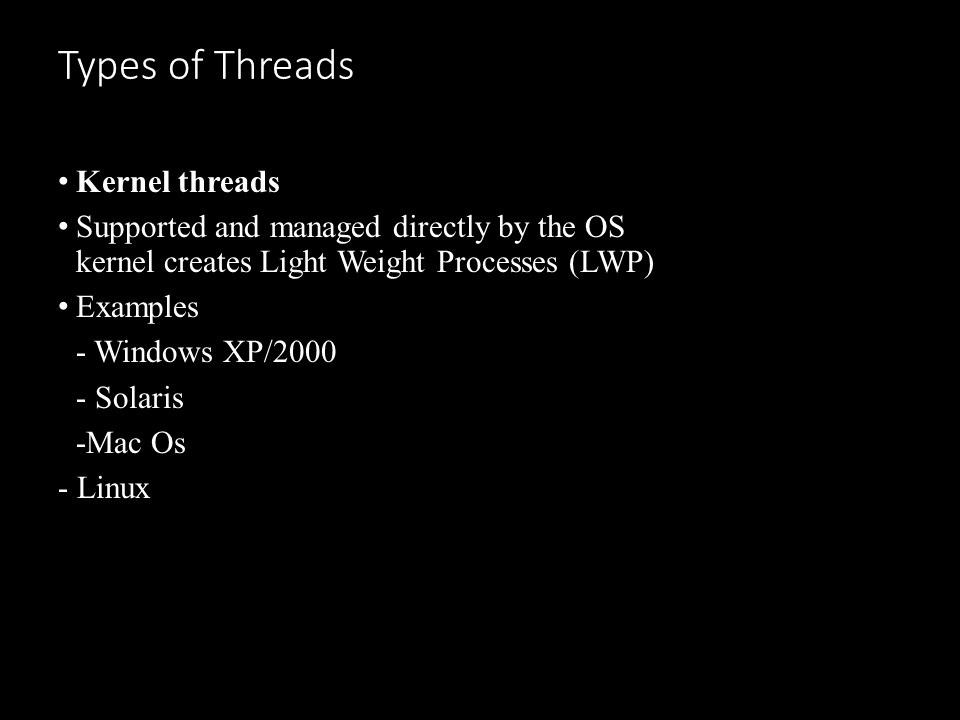 Types of Threads
• Kernel threads
• Supported and managed directly by the OS
kernel creates Light Weight Processes (LWP)
• Examples
- Windows XP/2000
- Solaris
-Mac Os
- Linux